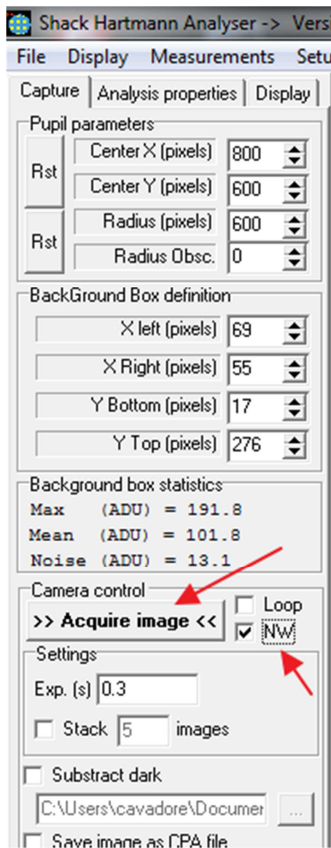 Shack Hartmann Analyser -> Vers
File Display Measurements Setu
Capture Analysis properties Display
Pupil parameters
Rst Center X (pixels) 800
Center Y (pixels) 600
Rst Radius (pixels) 600
Radius Obsc. 0
BackGround Box definition
X left (pixels) 69
X Right (pixels) 55
Y Bottom (pixels) 17
Y Top (pixels) 276
Background box statistics
Max (ADU) = 191.8
Mean (ADU) = 101.8
Noise (ADU) = 13.1
Camera control
>> Acquire image << Loop
NW
Settings
Exp. (s) 0.3
Stack 5 images
Substract dark
C:\Users\cavadore\Documer ...
Save image as CPA file